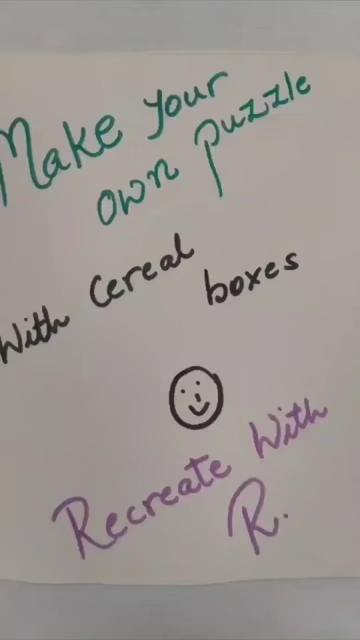 Make your
own puzzle
With Cereal
boxes
Recreate With
R.